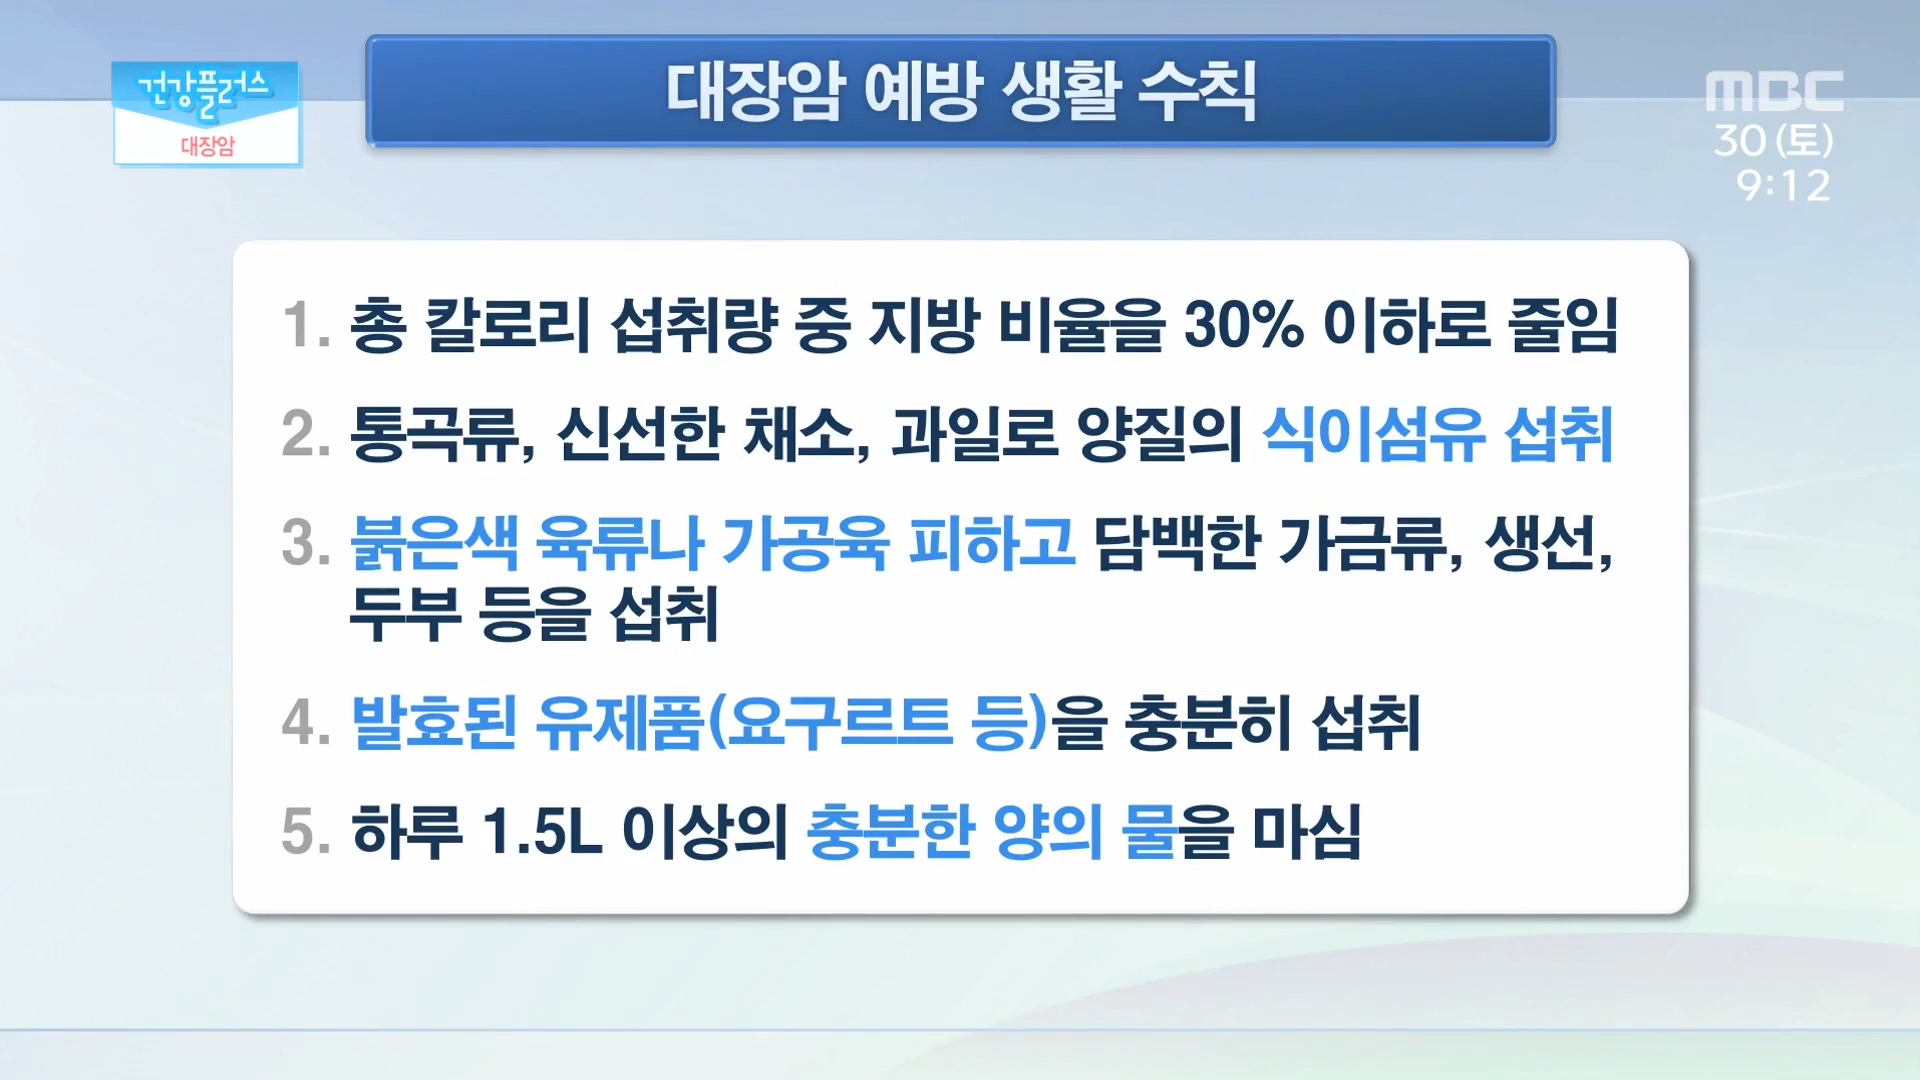 건강플러스
대장암
대장암 예방 생활 수칙
MBC
30 (토)
9:12
1. 총 칼로리 섭취량 중 지방 비율을 30% 이하로 줄임
2. 통곡류, 신선한 채소, 과일로 양질의 식이섬유 섭취
3. 붉은색 육류나 가공육 피하고 담백한 가금류, 생선,
두부 등을 섭취
4. 발효된 유제품(요구르트 등)을 충분히 섭취
5. 하루 1.5L 이상의 충분한 양의 물을 마심